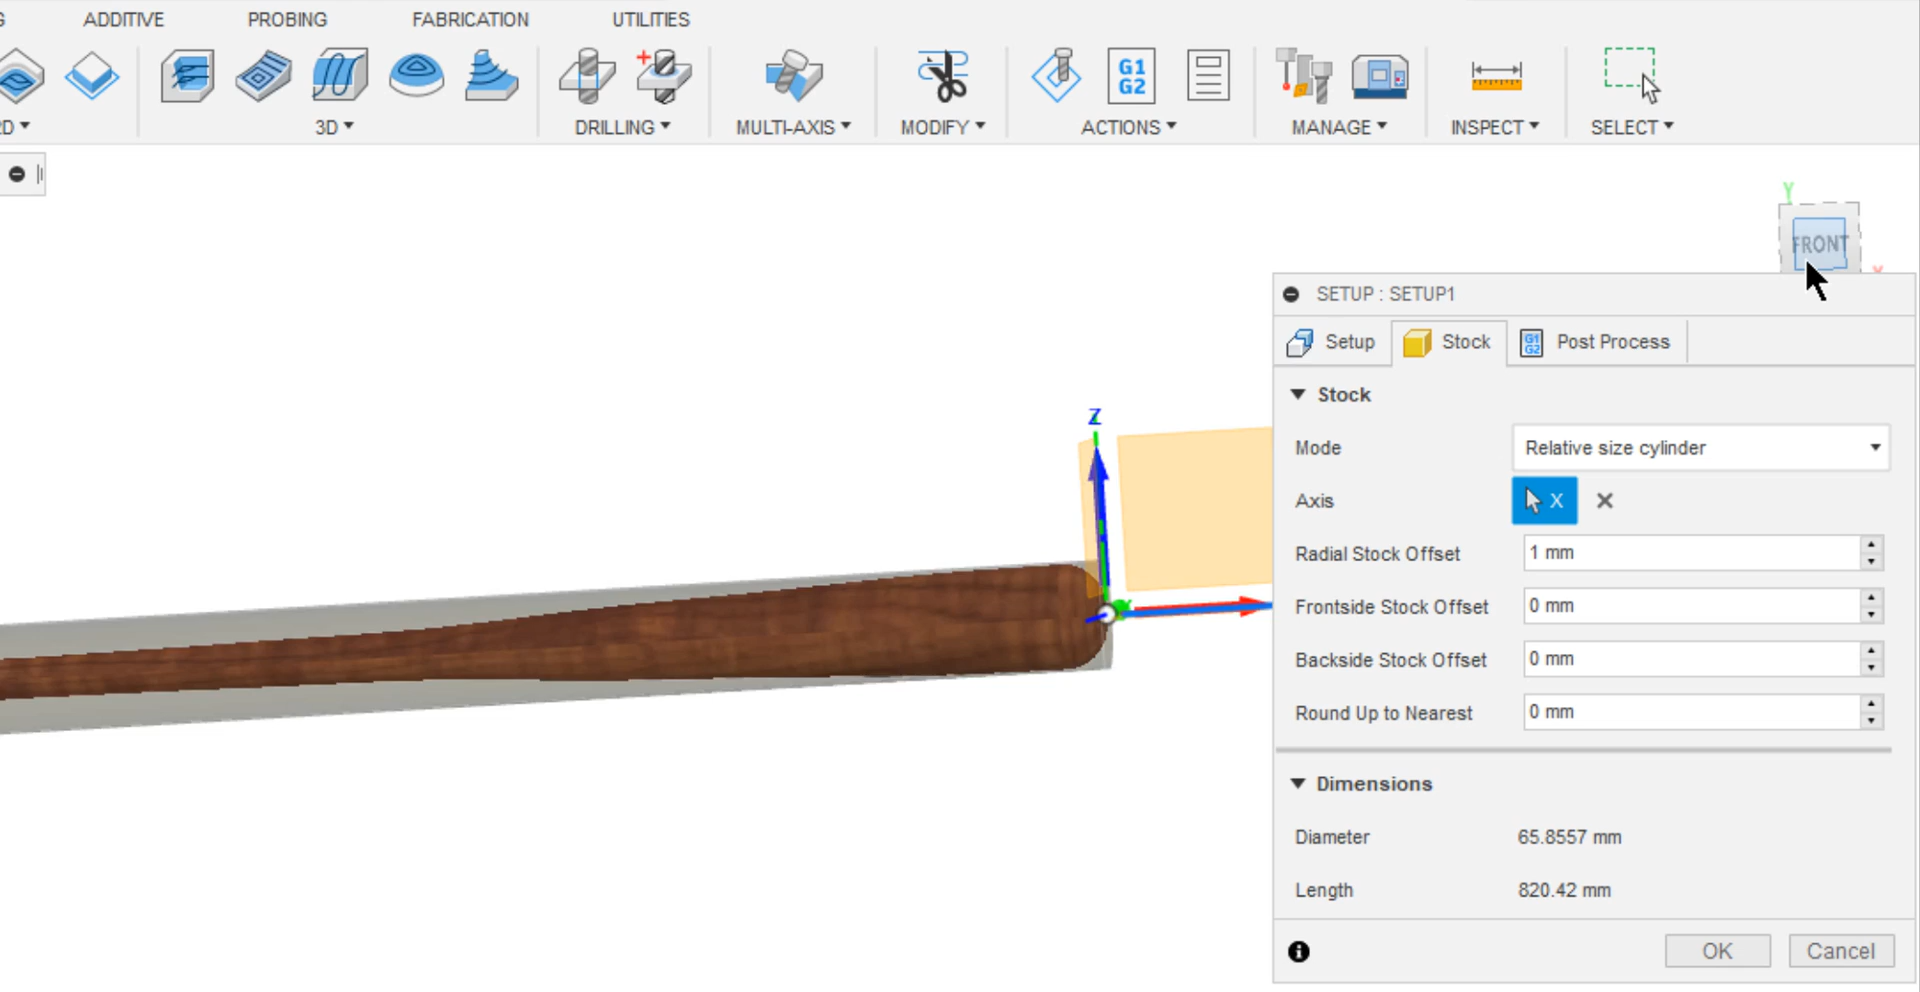 ADDITIVE PROBING FABRICATION UTILITIES
G1
G2
3D DRILLING MULTI-AXIS MODIFY ACTIONS MANAGE INSPECT SELECT
Y
FRONT
X
SETUP : SETUP1
Setup Stock G1 G2 Post Process
Stock
Z
Mode Relative size cylinder
Axis X
Radial Stock Offset 1 mm
Frontside Stock Offset 0 mm
Backside Stock Offset 0 mm
Round Up to Nearest 0 mm
Dimensions
Diameter 65.8557 mm
Length 820.42 mm
OK Cancel